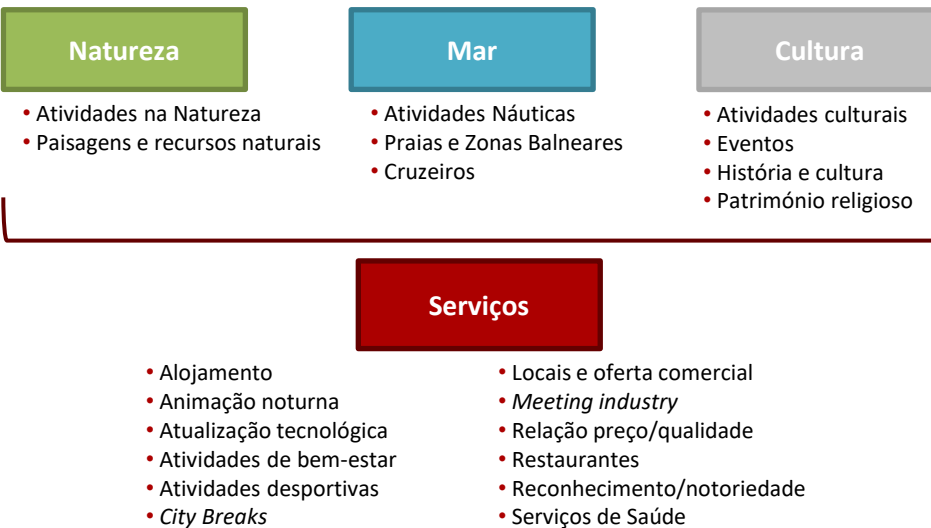 Natureza
• Atividades na Natureza
• Paisagens e recursos naturais
Mar
• Atividades Náuticas
• Praias e Zonas Balneares
• Cruzeiros
Cultura
• Atividades culturais
• Eventos
• História e cultura
• Património religioso
Serviços
• Alojamento
• Animação noturna
• Atualização tecnológica
• Atividades de bem-estar
• Atividades desportivas
• City Breaks
• Locais e oferta comercial
• Meeting industry
• Relação preço/qualidade
• Restaurantes
• Reconhecimento/notoriedade
• Serviços de Saúde